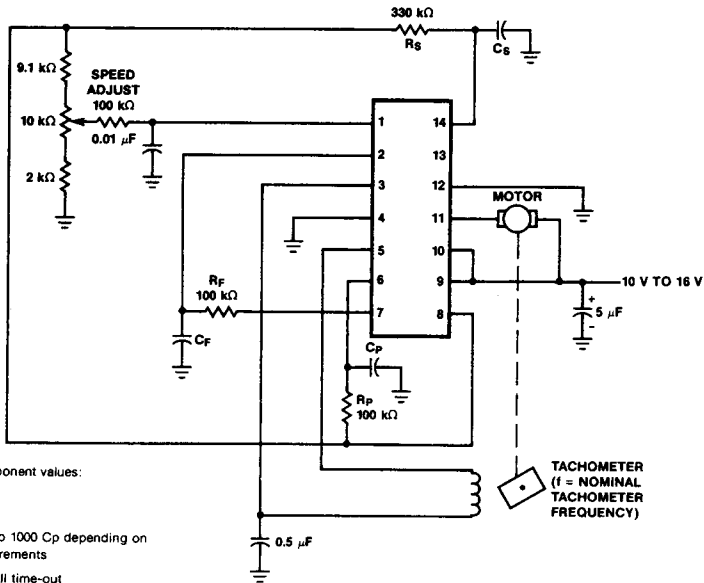 330 kΩ
RS
CS
9.1 kΩ
SPEED
ADJUST
100 kΩ
10 kΩ
0.01 μF
2 kΩ
1
2
3
4
5
6
7
14
13
12
11
10
9
8
MOTOR
10 V TO 16 V
+
5 μF
-
RF
100 kΩ
CF
CP
RP
100 kΩ
TACHOMETER
(f = NOMINAL
TACHOMETER
FREQUENCY)
0.5 μF
ponent values:
o 1000 Cp depending on
rements
ll time-out